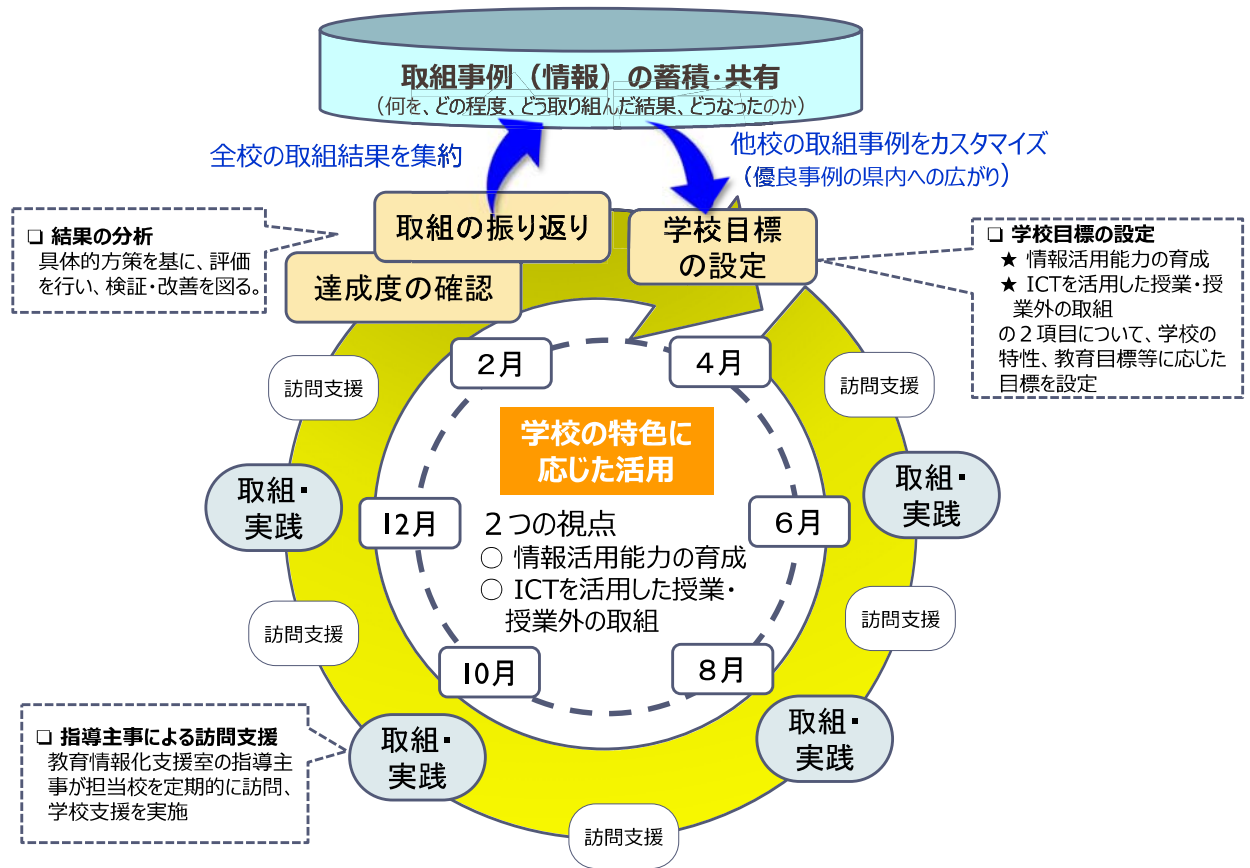 取組事例（情報）の蓄積・共有
（何を、どの程度、どう取り組んだ結果、どうなったのか）
全校の取組結果を集約
他校の取組事例をカスタマイズ
（優良事例の県内への広がり）
取組の振り返り
達成度の確認
学校目標
の設定
❏ 結果の分析
具体的方策を基に、評価
を行い、検証・改善を図る。
❏ 学校目標の設定
★ 情報活用能力の育成
★ ICTを活用した授業・授
業外の取組
の２項目について、学校の
特性、教育目標等に応じた
目標を設定
２月
４月
訪問支援
訪問支援
学校の特色に
応じた活用
取組・
実践
取組・
実践
12月
６月
２つの視点
○ 情報活用能力の育成
○ ICTを活用した授業・
授業外の取組
訪問支援
訪問支援
10月
８月
❏ 指導主事による訪問支援
教育情報化支援室の指導主
事が担当校を定期的に訪問、
学校支援を実施
取組・
実践
取組・
実践
訪問支援